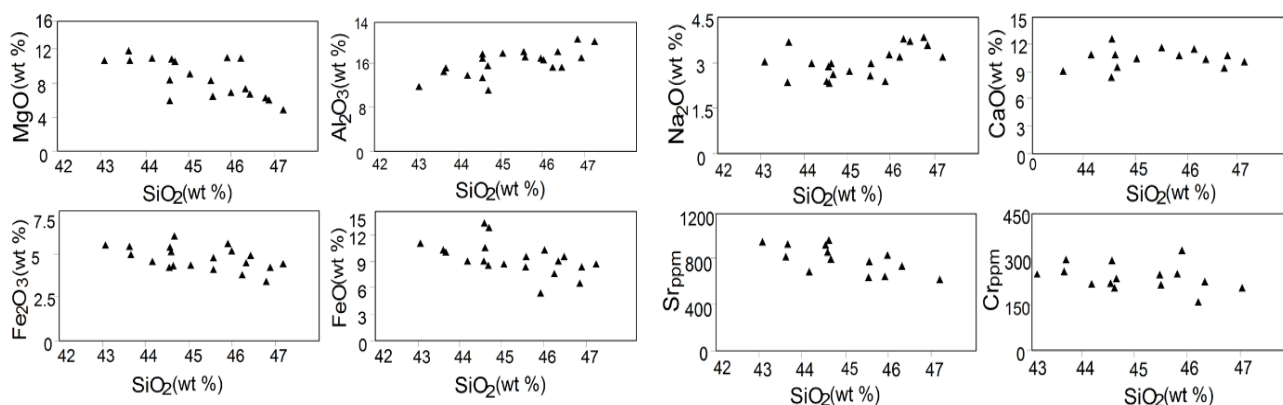 MgO (wt %)
16
12
8
4
0
42 43 44 45 46 47
SiO₂(wt %)
Al₂O₃(wt %)
16
14
12
8
4
0
42 43 44 45 46 47
SiO₂(wt %)
Na₂O(wt %)
4.5
3
1.5
0
42 43 44 45 46 47
SiO₂(wt %)
CaO(wt %)
15
12
9
6
3
0
0 44 45 46 47
SiO₂(wt %)
Fe₂O₃(wt %)
7.5
5
2.5
0
42 43 44 45 46 47
SiO₂(wt %)
FeO(wt %)
15
12
9
6
3
0
42 43 44 45 46 47
SiO₂(wt %)
Srppm
1200
800
400
0
42 43 44 45 46 47
SiO₂(wt %)
Crppm
450
300
150
0
43 44 45 46 47
SiO₂(wt %)